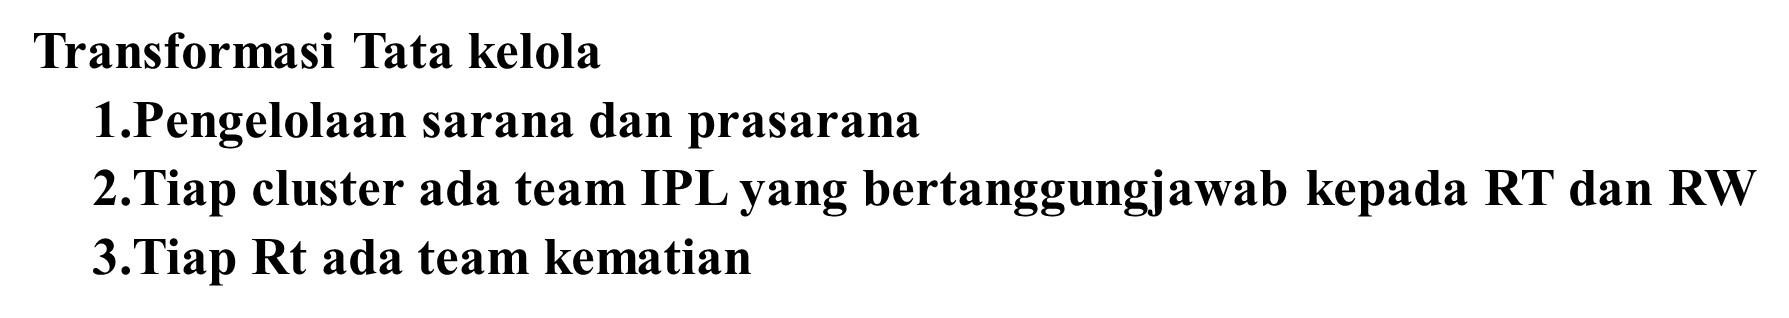 Transformasi Tata kelola
1.Pengelolaan sarana dan prasarana
2.Tiap cluster ada team IPL yang bertanggungjawab kepada RT dan RW
3.Tiap Rt ada team kematian